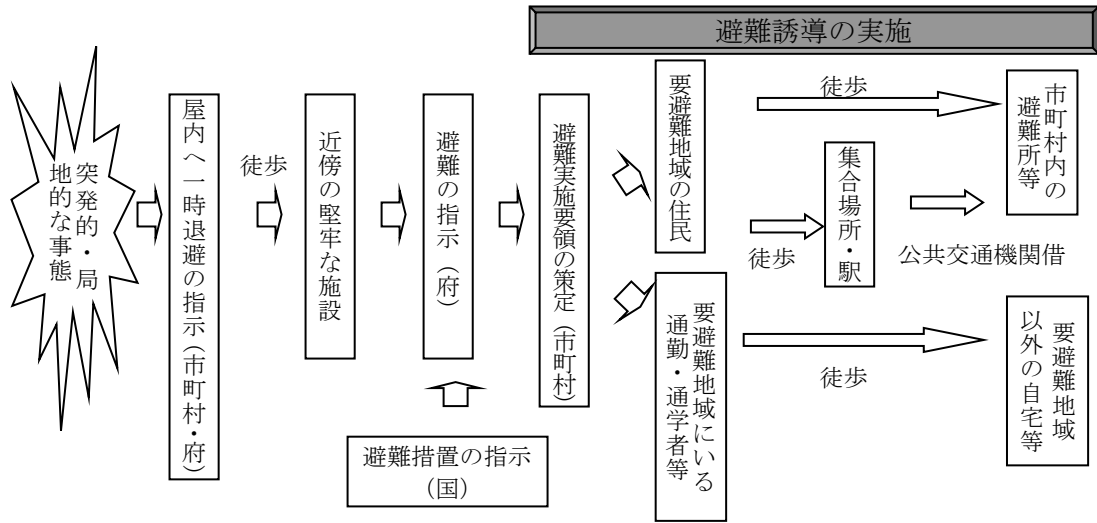 避難誘導の実施
突発的・局
地的な事態
屋内へ一時退避の指示（市町村・府）
徒歩
近傍の堅牢な施設
避難の指示（府）
避難措置の指示
（国）
避難実施要領の策定（市町村）
要避難地域の住民
徒歩
徒歩
集合場所・駅
公共交通機関借
市町村内の
避難所等
要避難地域にいる
通勤・通学者等
徒歩
要避難地域
以外の自宅等